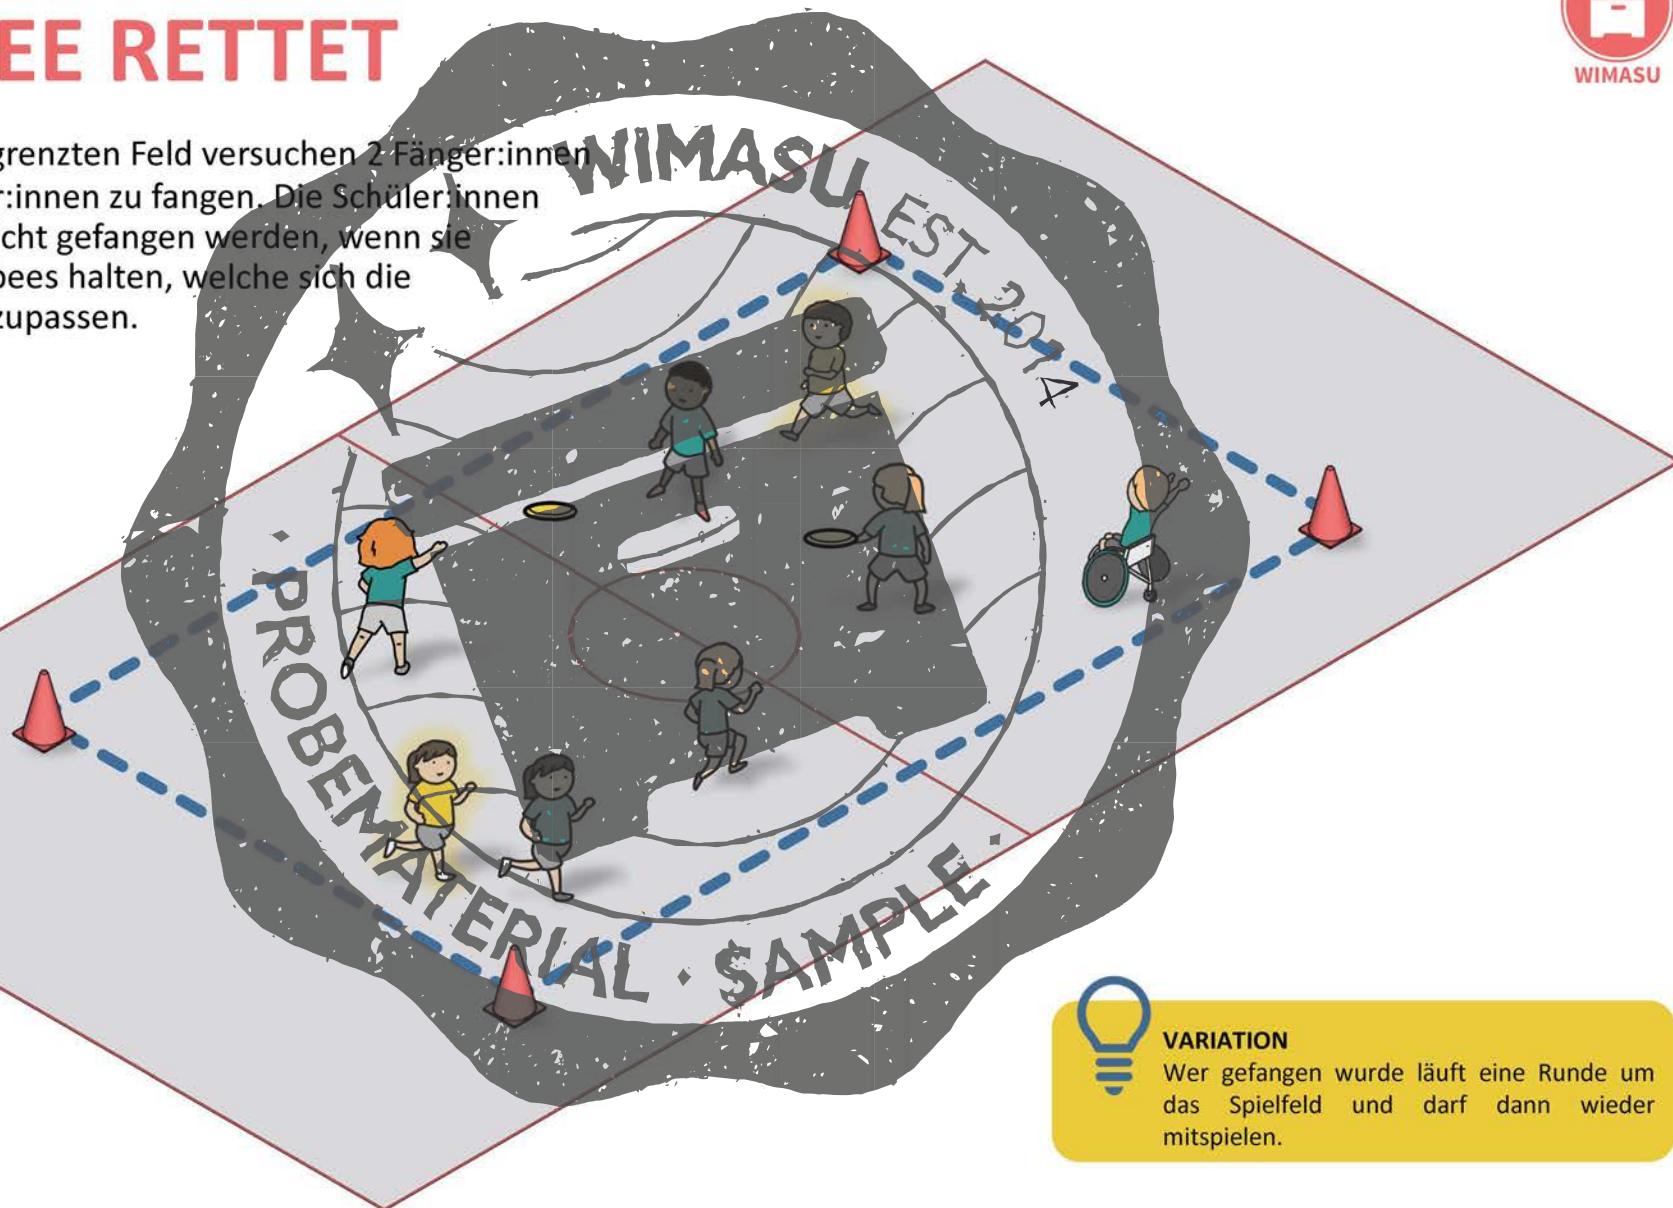 EE RETTET
WIMASU
grenzten Feld versuchen 2 Fänger:innen
r:innen zu fangen. Die Schüler:innen
icht gefangen werden, wenn sie
bees halten, welche sich die
zupassen.
WIMASU EST. 2014
PROBEMATERIAL · SAMPLE ·
VARIATION
Wer gefangen wurde läuft eine Runde um
das Spielfeld und darf dann wieder
mitspielen.